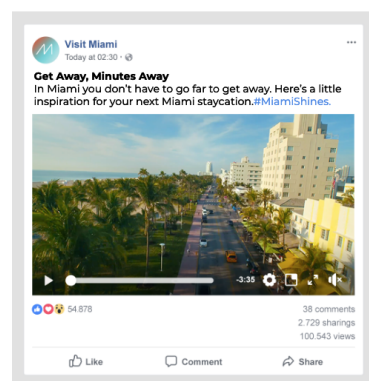 Visit Miami
Today at 02:30 ·
Get Away, Minutes Away
In Miami you don't have to go far to get away. Here's a little
inspiration for your next Miami staycation.#MiamiShines.
-3:35
54.878
38 comments
2.729 sharings
100.543 views
Like
Comment
Share